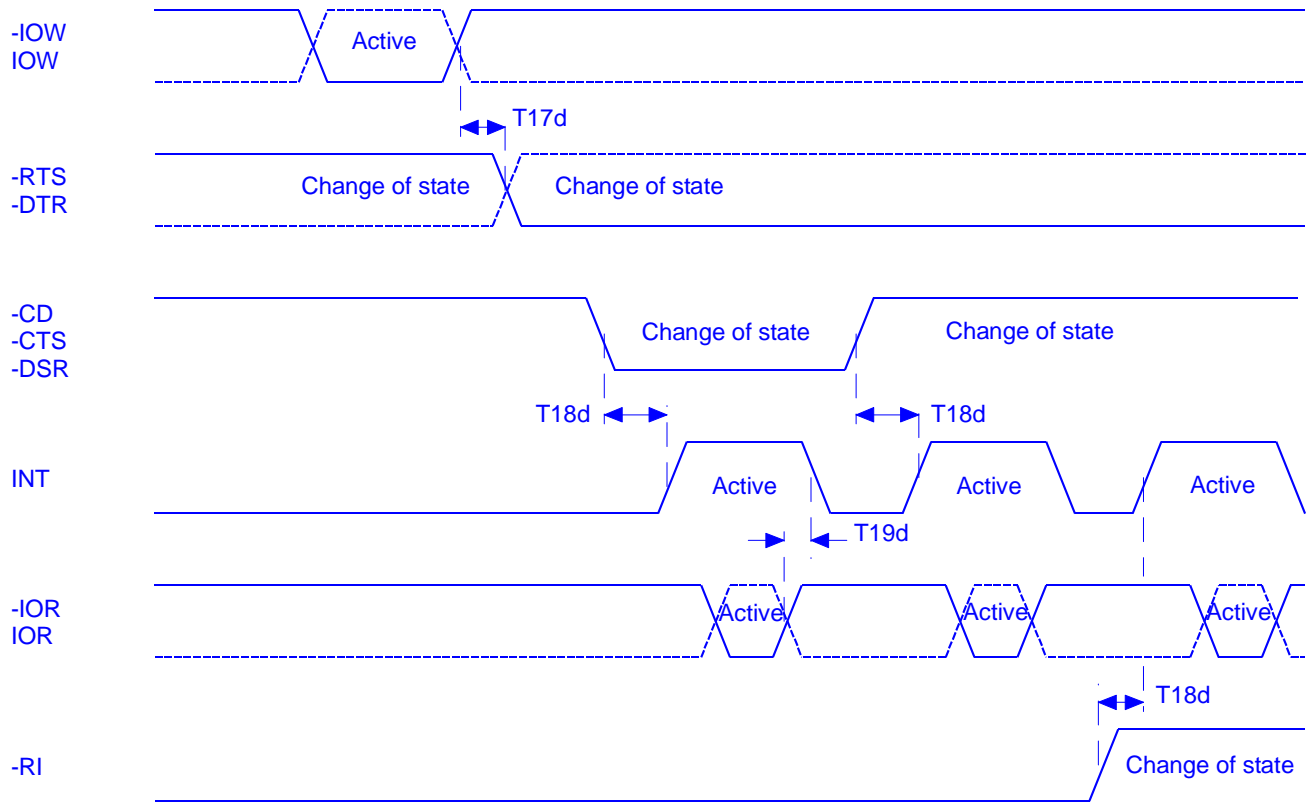 -IOW
IOW
Active
T17d
-RTS
-DTR
Change of state
Change of state
-CD
-CTS
-DSR
Change of state
Change of state
T18d
T18d
INT
Active
Active
Active
T19d
-IOR
IOR
Active
Active
Active
T18d
-RI
Change of state